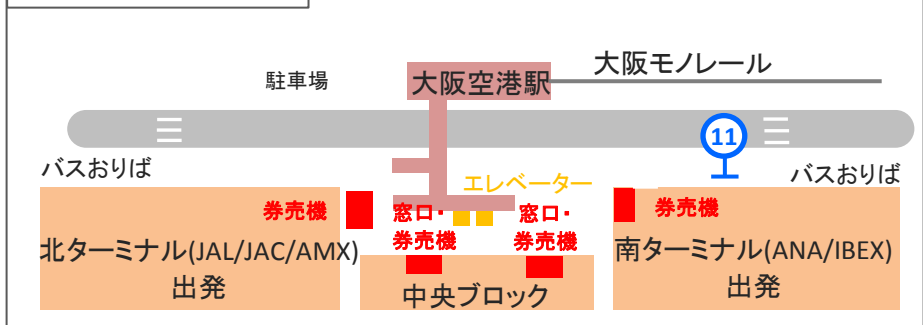 大阪モノレール
駐車場
大阪空港駅
11
バスおりば
バスおりば
エレベーター
券売機
窓口・
券売機
窓口・
券売機
券売機
北ターミナル(JAL/JAC/AMX)
出発
中央ブロック
南ターミナル(ANA/IBEX)
出発